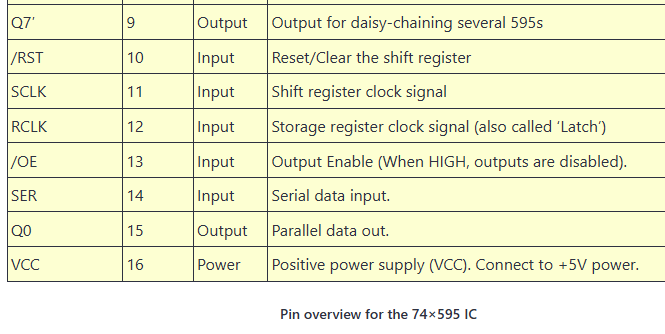 Q7′ 9 Output Output for daisy-chaining several 595s
/RST 10 Input Reset/Clear the shift register
SCLK 11 Input Shift register clock signal
RCLK 12 Input Storage register clock signal (also called ‘Latch’)
/OE 13 Input Output Enable (When HIGH, outputs are disabled).
SER 14 Input Serial data input.
Q0 15 Output Parallel data out.
VCC 16 Power Positive power supply (VCC). Connect to +5V power.
Pin overview for the 74×595 IC